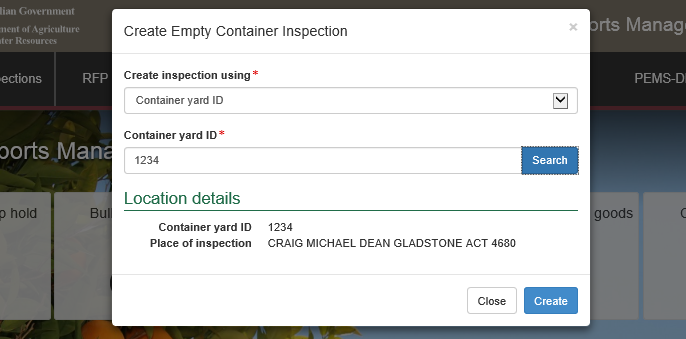 lian Government
ment of Agriculture
ter Resources
Create Empty Container Inspection
×
orts Manag
ections
RFP
PEMS-D
Create inspection using*
Container yard ID
Container yard ID*
1234
Search
ports Mana
Location details
p hold
Bul
goods
Container yard ID 1234
Place of inspection CRAIG MICHAEL DEAN GLADSTONE ACT 4680
Close
Create